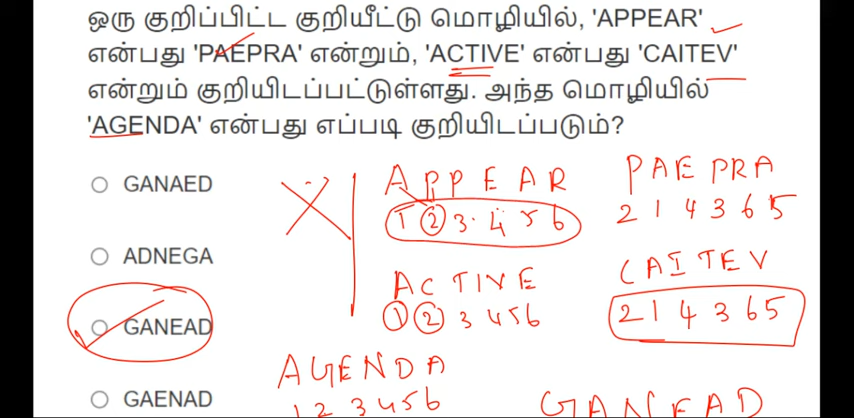 ஒரு குறிப்பிட்ட குறியீட்டு மொழியில், 'APPEAR'
என்பது 'PAEPRA' என்றும், 'ACTIVE' என்பது 'CAITEV'
என்றும் குறியிடப்பட்டுள்ளது. அந்த மொழியில்
'AGENDA' என்பது எப்படி குறியிடப்படும்?
GANAED
ADNEGA
GANEAD
GAENAD
APPEAR
1 2 3 4 5 6
PAEPRA
2 1 4 3 6 5
ACTIVE
1 2 3 4 5 6
CAITEV
2 1 4 3 6 5
AGENDA
1 2 3 4 5 6
GANEAD